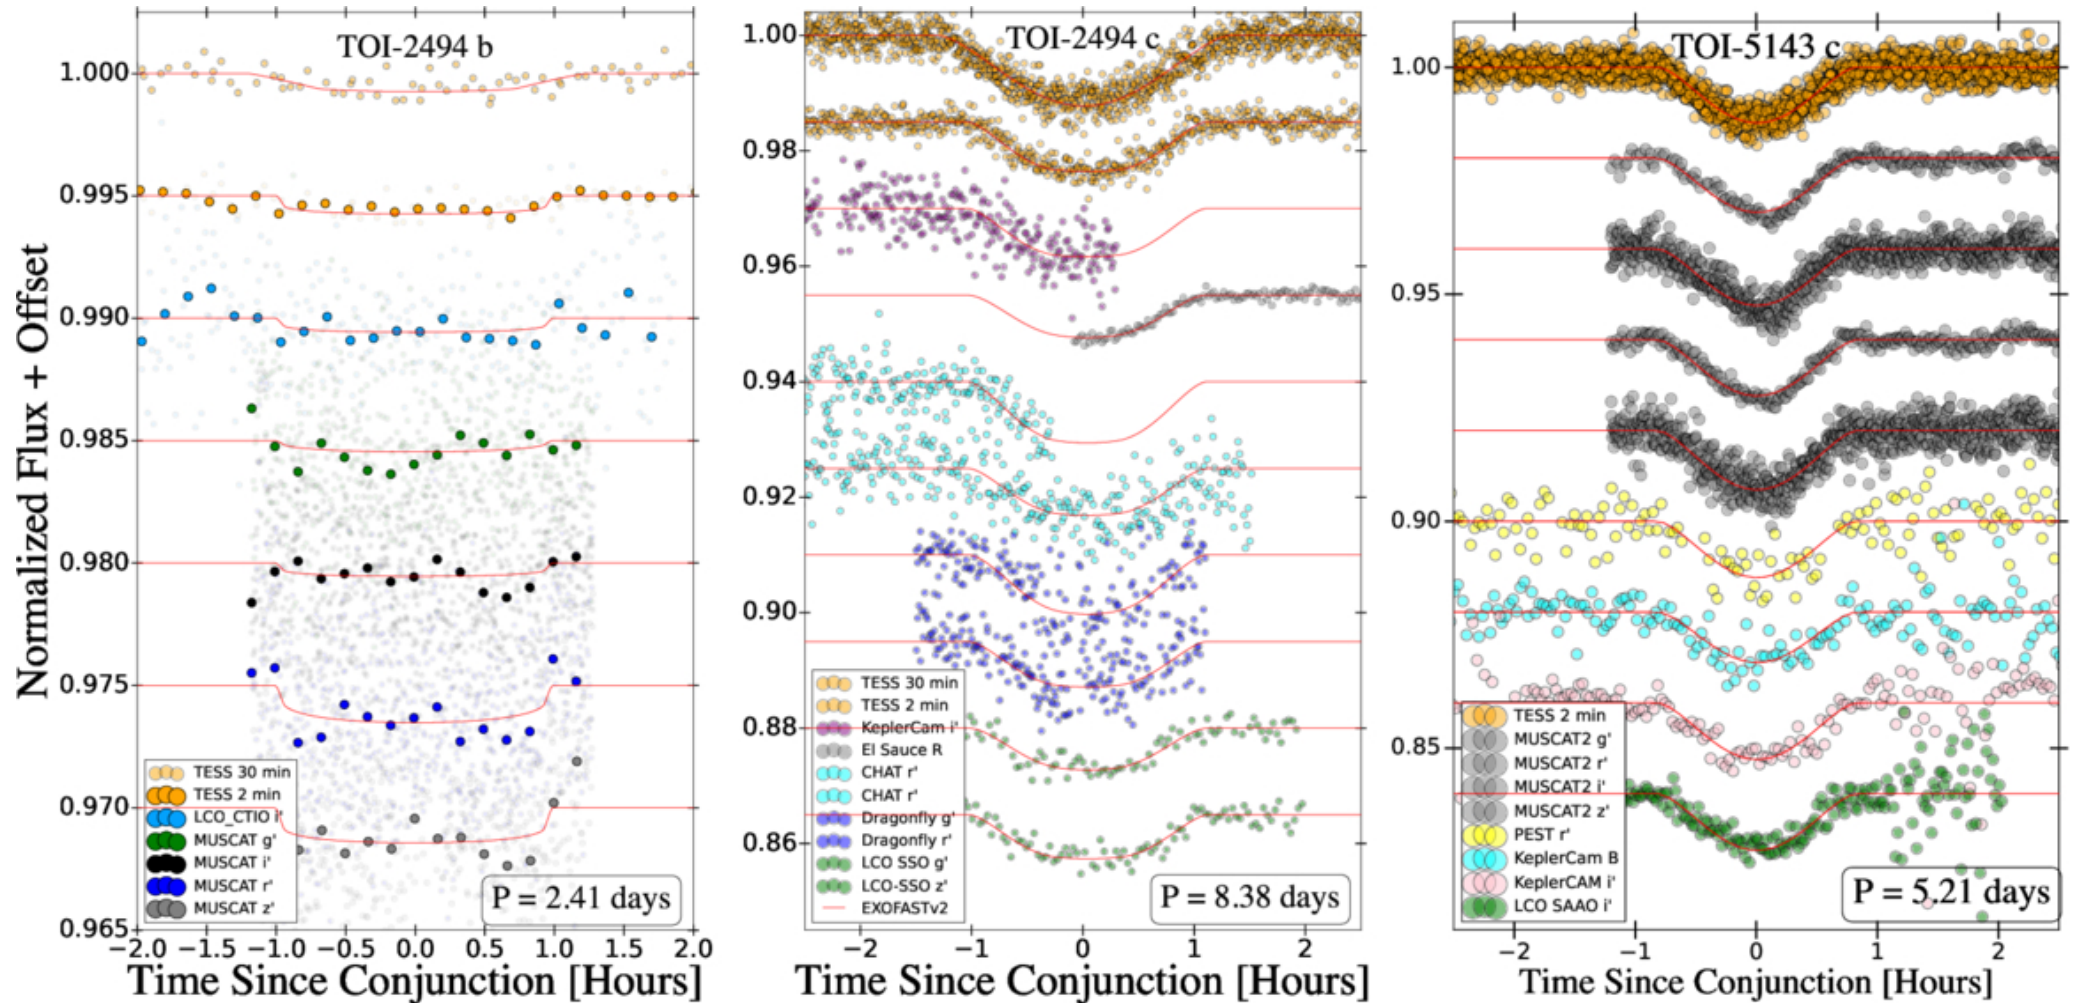 Normalized Flux + Offset
TOI-2494 b
1.000
0.995
0.990
0.985
0.980
0.975
0.970
0.965
TESS 30 min
TESS 2 min
LCO_CTIO i'
MUSCAT g'
MUSCAT i'
MUSCAT r'
MUSCAT z'
P = 2.41 days
−2.0 −1.5 −1.0 −0.5 0.0 0.5 1.0 1.5 2.0
Time Since Conjunction [Hours]
TOI-2494 c
1.00
0.98
0.96
0.94
0.92
0.90
0.88
0.86
TESS 30 min
TESS 2 min
KeplerCam i'
El Sauce R
CHAT r'
CHAT r'
Dragonfly g'
Dragonfly r'
LCO SSO g'
LCO-SSO z'
EXOFASTv2
P = 8.38 days
−2 −1 0 1 2
Time Since Conjunction [Hours]
TOI-5143 c
1.00
0.95
0.90
0.85
TESS 2 min
MUSCAT2 g'
MUSCAT2 r'
MUSCAT2 i'
MUSCAT2 z'
PEST r'
KeplerCam B
KeplerCAM i'
LCO SAAO i'
P = 5.21 days
−2 −1 0 1 2
Time Since Conjunction [Hours]